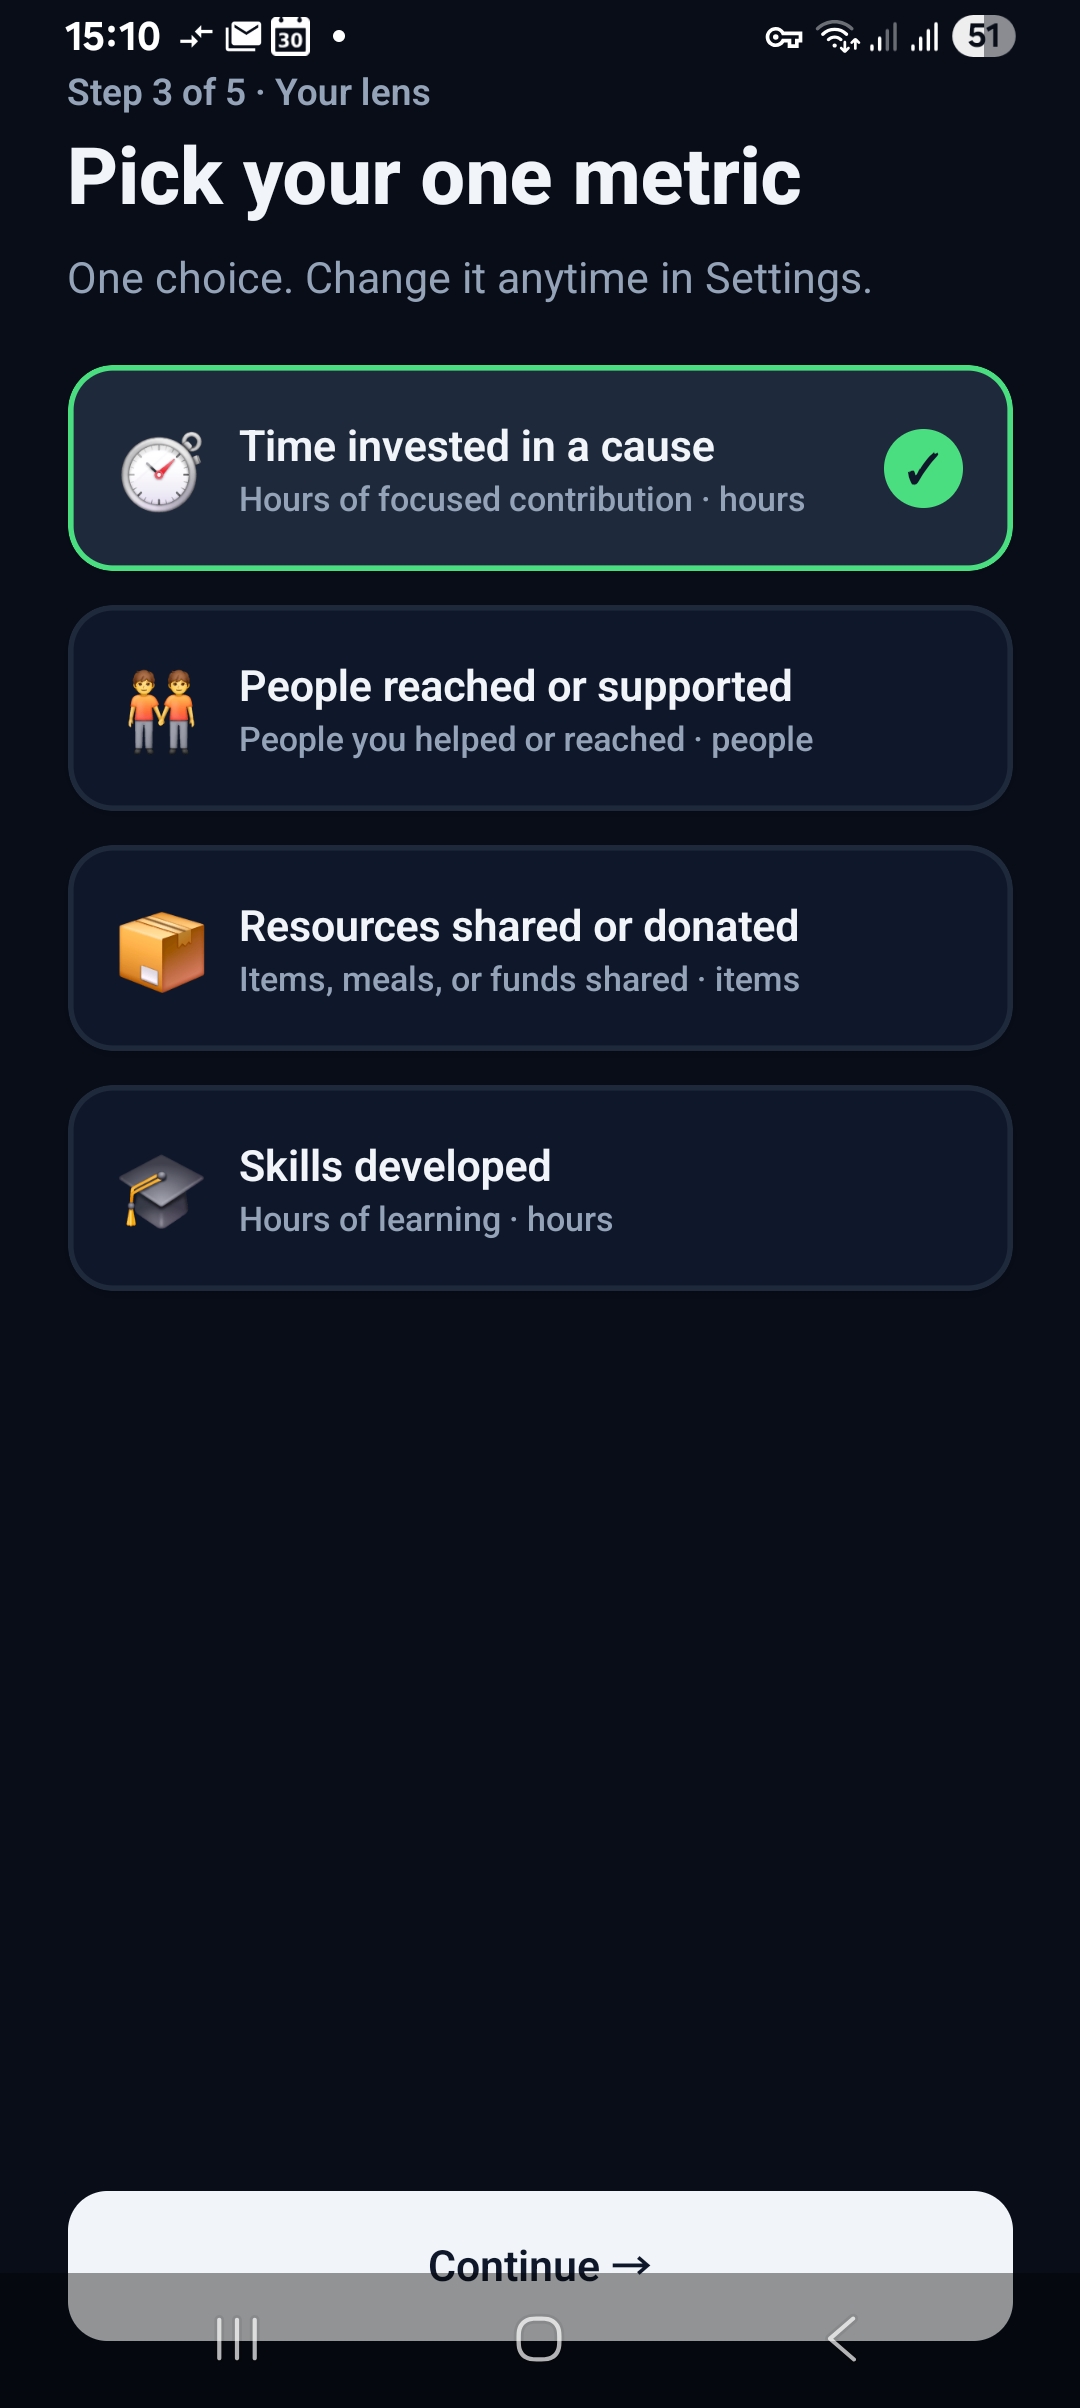 15:10 30 51
Step 3 of 5 · Your lens
Pick your one metric
One choice. Change it anytime in Settings.
Time invested in a cause
Hours of focused contribution · hours
People reached or supported
People you helped or reached · people
Resources shared or donated
Items, meals, or funds shared · items
Skills developed
Hours of learning · hours
Continue →